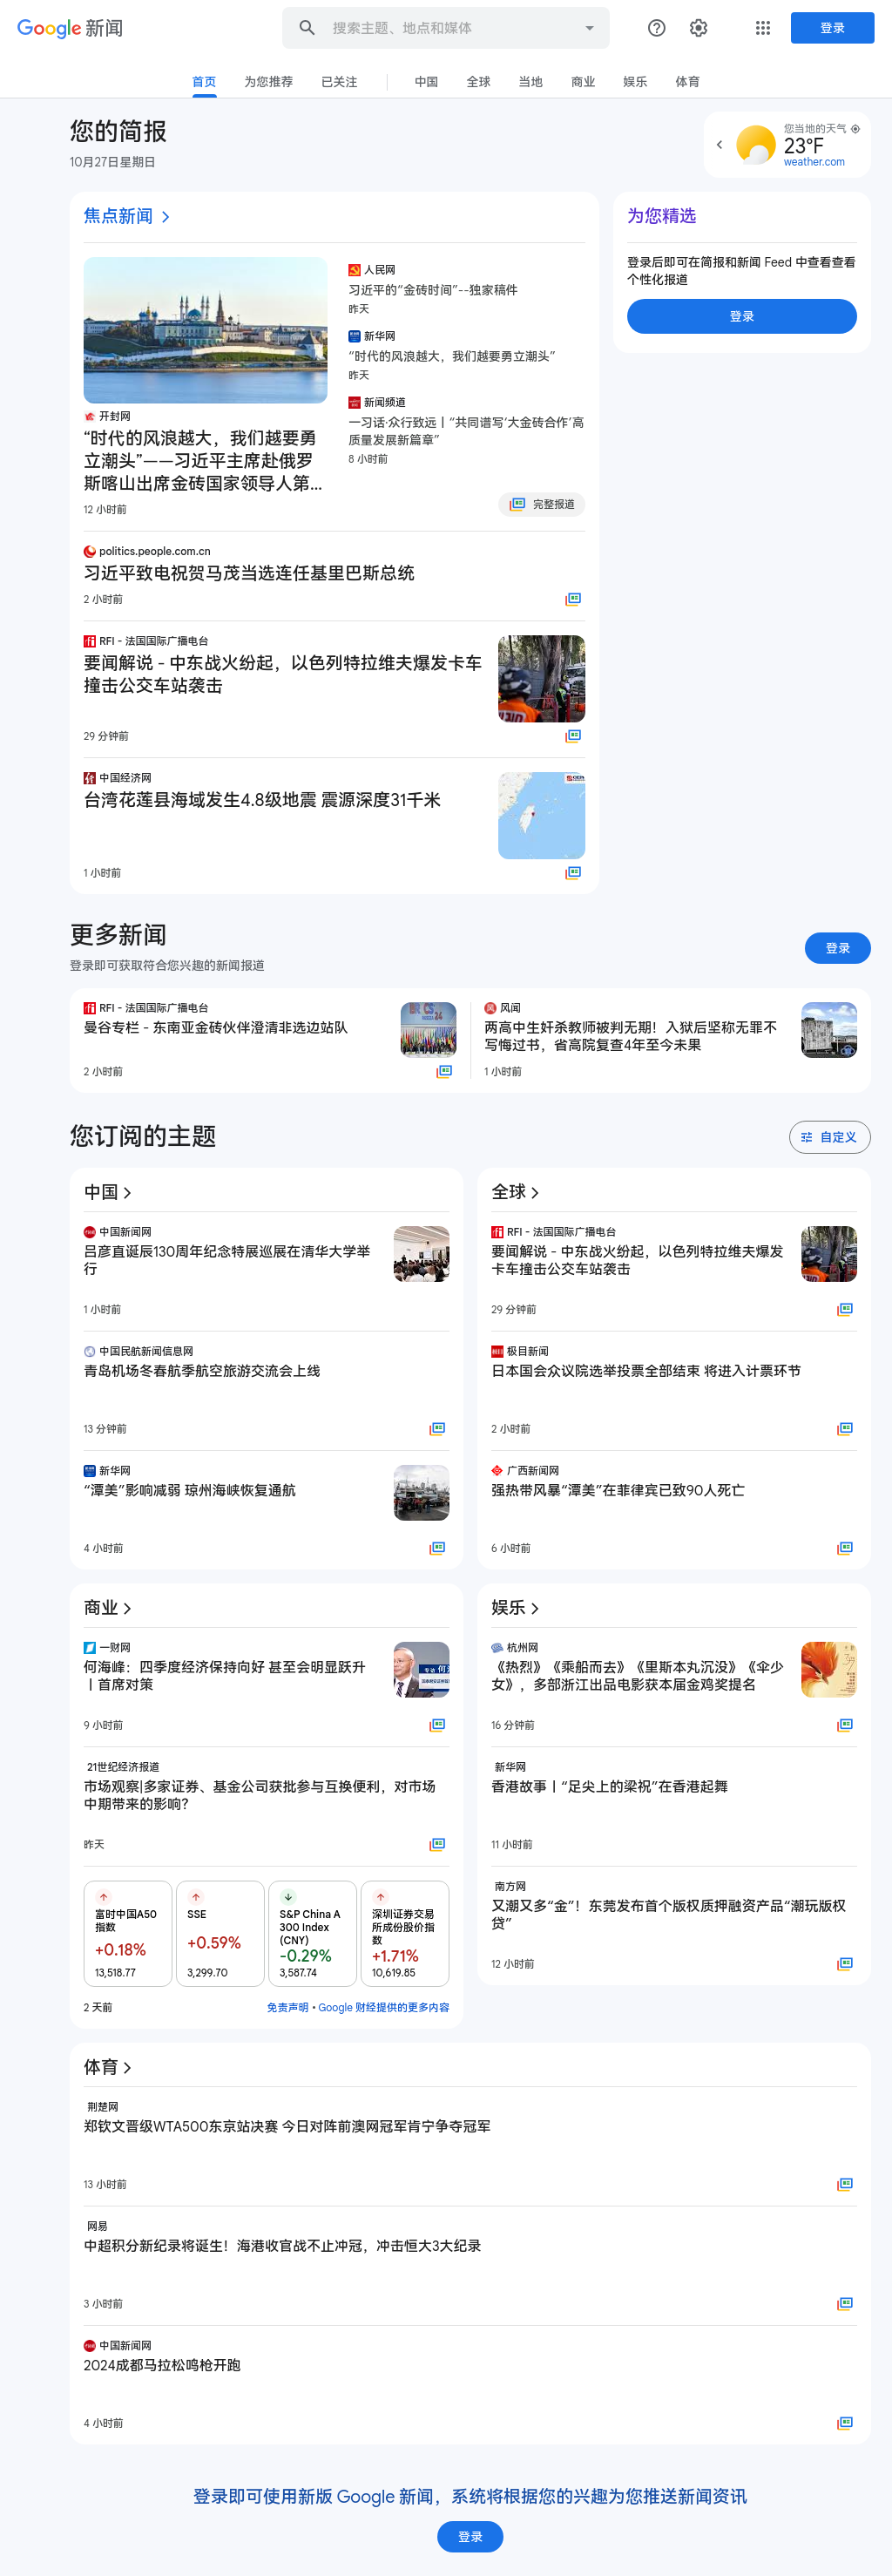 Google 新闻
搜索主题、地点和媒体
登录
首页
为您推荐
已关注
中国
全球
当地
商业
娱乐
体育
您的简报
10月27日星期日
您当地的天气
23°F
weather.com
焦点新闻
开封网
“时代的风浪越大，我们越要勇
立潮头”——习近平主席赴俄罗
斯喀山出席金砖国家领导人第...
12 小时前
人民网
习近平的“金砖时间”--独家稿件
昨天
新华网
“时代的风浪越大，我们越要勇立潮头”
昨天
新闻频道
一习话·众行致远丨“共同谱写‘大金砖合作’高
质量发展新篇章”
8 小时前
完整报道
politics.people.com.cn
习近平致电祝贺马茂当选连任基里巴斯总统
2 小时前
RFI - 法国国际广播电台
要闻解说 - 中东战火纷起，以色列特拉维夫爆发卡车
撞击公交车站袭击
29 分钟前
中国经济网
台湾花莲县海域发生4.8级地震 震源深度31千米
1 小时前
为您精选
登录后即可在简报和新闻 Feed 中查看查看
个性化报道
登录
更多新闻
登录即可获取符合您兴趣的新闻报道
登录
RFI - 法国国际广播电台
曼谷专栏 - 东南亚金砖伙伴澄清非选边站队
2 小时前
风闻
两高中生奸杀教师被判无期！入狱后坚称无罪不
写悔过书，省高院复查4年至今未果
1 小时前
您订阅的主题
自定义
中国
中国新闻网
吕彦直诞辰130周年纪念特展巡展在清华大学举
行
1 小时前
中国民航新闻信息网
青岛机场冬春航季航空旅游交流会上线
13 分钟前
新华网
“潭美”影响减弱 琼州海峡恢复通航
4 小时前
全球
RFI - 法国国际广播电台
要闻解说 - 中东战火纷起，以色列特拉维夫爆发
卡车撞击公交车站袭击
29 分钟前
极目新闻
日本国会众议院选举投票全部结束 将进入计票环节
2 小时前
广西新闻网
强热带风暴“潭美”在菲律宾已致90人死亡
6 小时前
商业
一财网
何海峰：四季度经济保持向好 甚至会明显跃升
丨首席对策
9 小时前
21世纪经济报道
市场观察|多家证券、基金公司获批参与互换便利，对市场
中期带来的影响？
昨天
富时中国A50
指数
+0.18%
13,518.77
SSE
+0.59%
3,299.70
S&P China A
300 Index
(CNY)
-0.29%
3,587.74
深圳证券交易
所成份股价指
数
+1.71%
10,619.85
2 天前
免责声明 • Google 财经提供的更多内容
娱乐
杭州网
《热烈》《乘船而去》《里斯本丸沉没》《伞少
女》，多部浙江出品电影获本届金鸡奖提名
16 分钟前
新华网
香港故事丨“足尖上的梁祝”在香港起舞
11 小时前
南方网
又潮又多“金”！东莞发布首个版权质押融资产品“潮玩版权
贷”
12 小时前
体育
荆楚网
郑钦文晋级WTA500东京站决赛 今日对阵前澳网冠军肯宁争夺冠军
13 小时前
网易
中超积分新纪录将诞生！海港收官战不止冲冠，冲击恒大3大纪录
3 小时前
中国新闻网
2024成都马拉松鸣枪开跑
4 小时前
登录即可使用新版 Google 新闻，系统将根据您的兴趣为您推送新闻资讯
登录